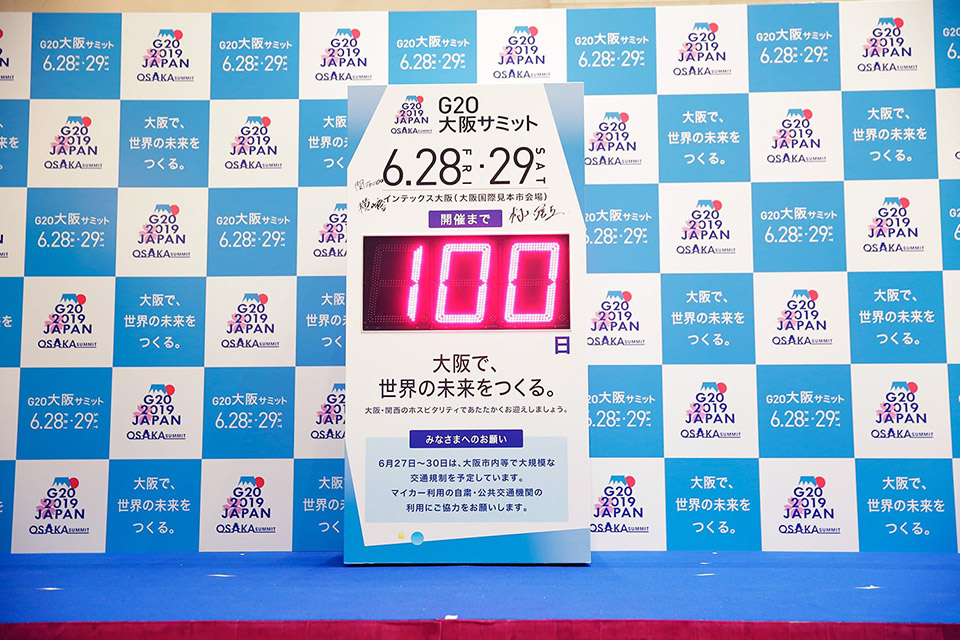 G20
2019
JAPAN
OSAKA SUMMIT
G20
大阪サミット
6.28 FRI・29 SAT
インテックス大阪(大阪国際見本市会場)
開催まで
100
日
大阪で、
世界の未来をつくる。
大阪・関西のホスピタリティであたたかくお迎えしましょう。
みなさまへのお願い
6月27日～30日は、大阪市内等で大規模な
交通規制を予定しています。
マイカー利用の自粛・公共交通機関の
利用にご協力をお願いします。
G20大阪サミット
6.28 FRI・29 SAT
G20
2019
JAPAN
OSAKA SUMMIT
大阪で、
世界の未来を
つくる。